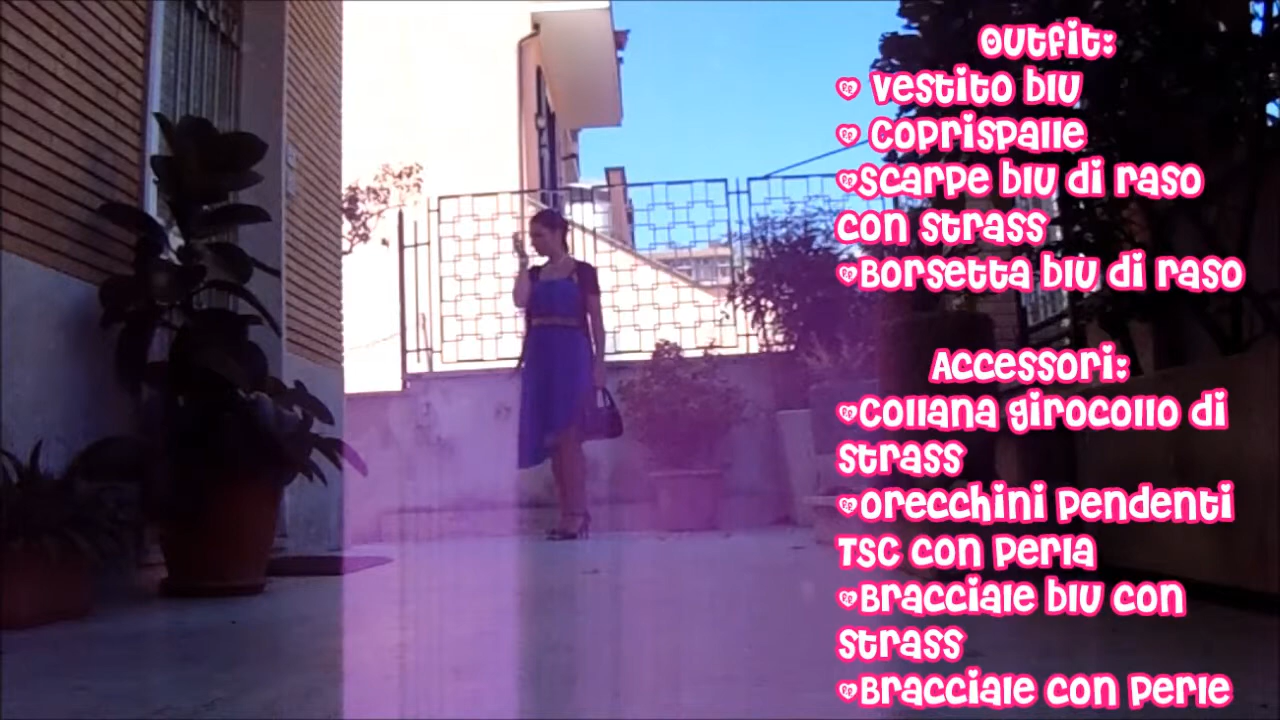 Outfit:
Vestito blu
Coprispalle
Scarpe blu di raso
con strass
Borsetta blu di raso
Accessori:
Collana girocollo di
strass
Orecchini pendenti
TSC con perla
Bracciale blu con
strass
Bracciale con perle